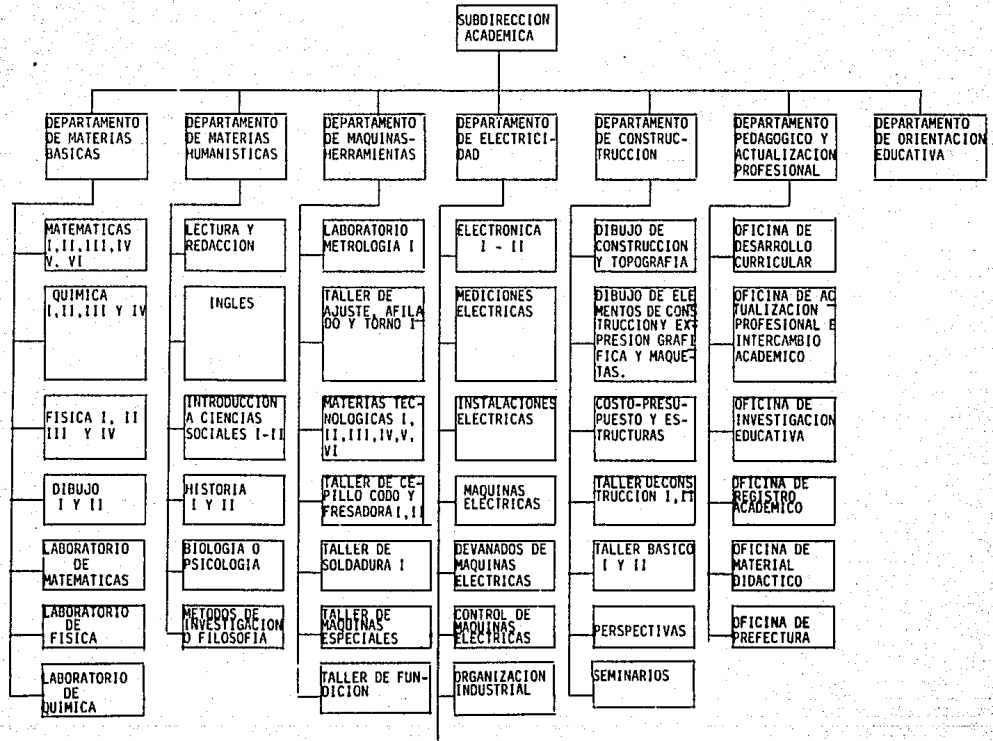 SUBDIRECCION
ACADEMICA
DEPARTAMENTO
DE MATERIAS
BASICAS
DEPARTAMENTO
DE MATERIAS
HUMANISTICAS
DEPARTAMENTO
DE MAQUINAS-
HERRAMIENTAS
DEPARTAMENTO
DE ELECTRICI-
DAD
DEPARTAMENTO
DE CONSTRUC-
TRUCCION
DEPARTAMENTO
PEDAGOGICO Y
ACTUALIZACION
PROFESIONAL
DEPARTAMENTO
DE ORIENTACION
EDUCATIVA
MATEMATICAS
I,II,III,IV
V, VI
QUIMICA
I,II,III Y IV
FISICA I, II
III Y IV
DIBUJO
I Y II
LABORATORIO
DE
MATEMATICAS
LABORATORIO
DE
FISICA
LABORATORIO
DE
QUIMICA
LECTURA Y
REDACCION
INGLES
INTRODUCCION
A CIENCIAS
SOCIALES I-II
HISTORIA
I Y II
BIOLOGIA O
PSICOLOGIA
METODOS DE
INVESTIGACION
O FILOSOFIA
LABORATORIO
METROLOGIA I
TALLER DE
AJUSTE, AFILA
DO Y TORNO I
MATERIAS TEC-
NOLOGICAS I,
II,III,IV,V,
VI
TALLER DE CE-
PILLO CODO Y
FRESADORA I,II
TALLER DE
SOLDADURA I
TALLER DE
MAQUINAS
ESPECIALES
TALLER DE FUN-
DICION
ELECTRONICA
I - II
MEDICIONES
ELECTRICAS
INSTALACIONES
ELECTRICAS
MAQUINAS
ELECTRICAS
DEVANADOS DE
MAQUINAS
ELECTRICAS
CONTROL DE
MAQUINAS
ELECTRICAS
ORGANIZACION
INDUSTRIAL
DIBUJO DE
CONSTRUCCION
Y TOPOGRAFIA
DIBUJO DE ELE
MENTOS DE CONS
TRUCCION Y EX-
PRESION GRAFI
FICA Y MAQUE-
TAS.
COSTO-PRESU-
PUESTO Y ES-
TRUCTURAS
TALLER DE CONS
TRUCCION I,II
TALLER BASICO
I Y II
PERSPECTIVAS
SEMINARIOS
OFICINA DE
DESARROLLO
CURRICULAR
OFICINA DE AC
TUALIZACION
PROFESIONAL E
INTERCAMBIO
ACADEMICO
OFICINA DE
INVESTIGACION
EDUCATIVA
OFICINA DE
REGISTRO
ACADEMICO
OFICINA DE
MATERIAL
DIDACTICO
OFICINA DE
PREFECTURA